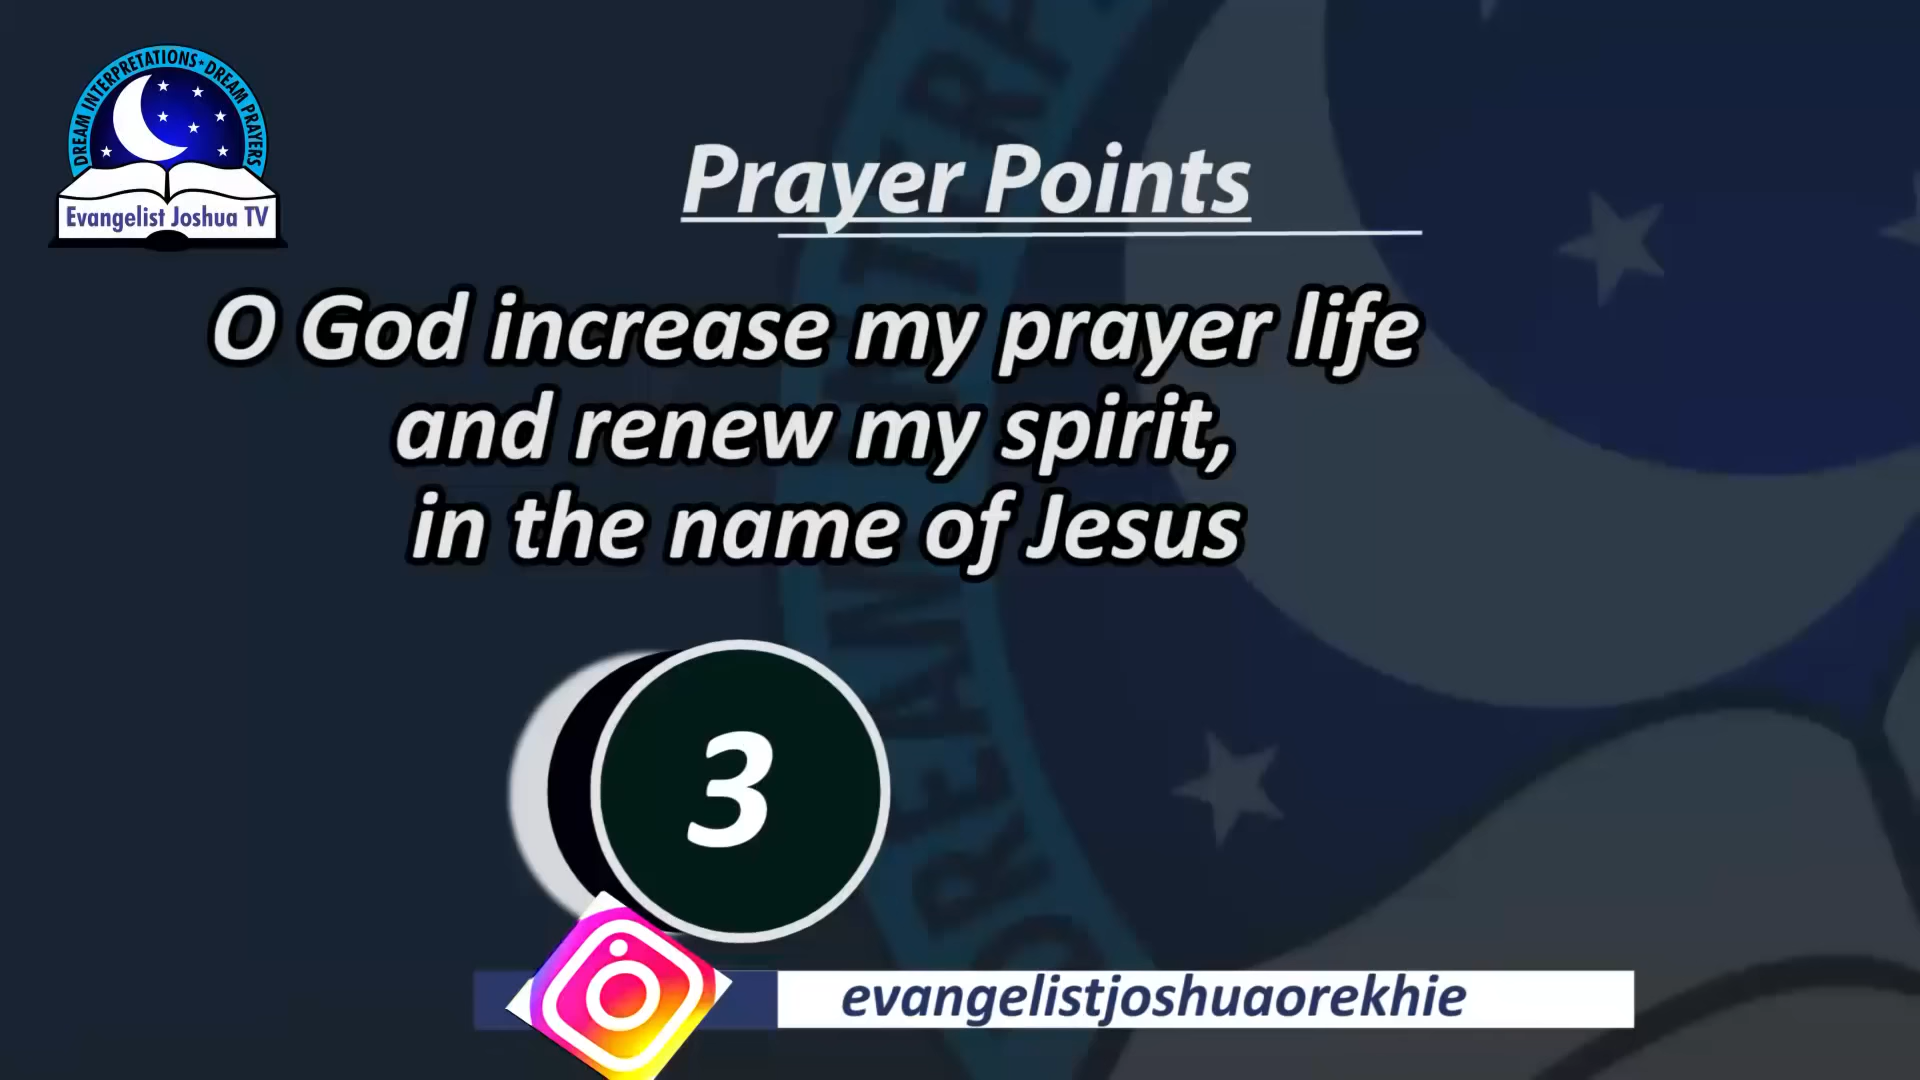 DREAM INTERPRETATIONS • DREAM PRAYERS
Evangelist Joshua TV
Prayer Points
O God increase my prayer life
and renew my spirit,
in the name of Jesus
3
evangelistjoshuaorekhie